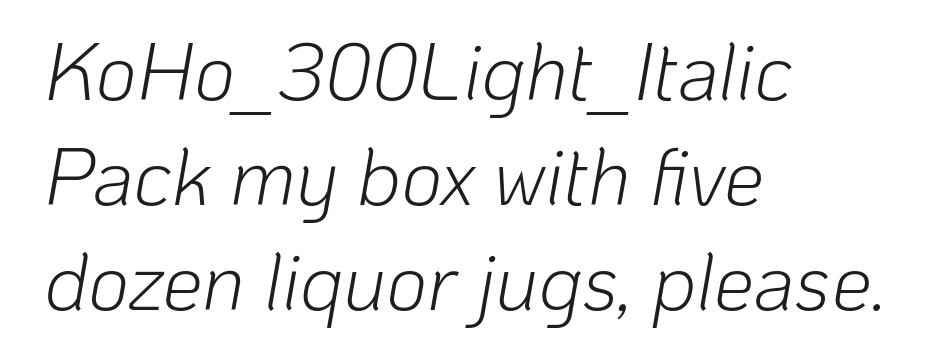 KoHo_300Light_Italic
Pack my box with five
dozen liquor jugs, please.